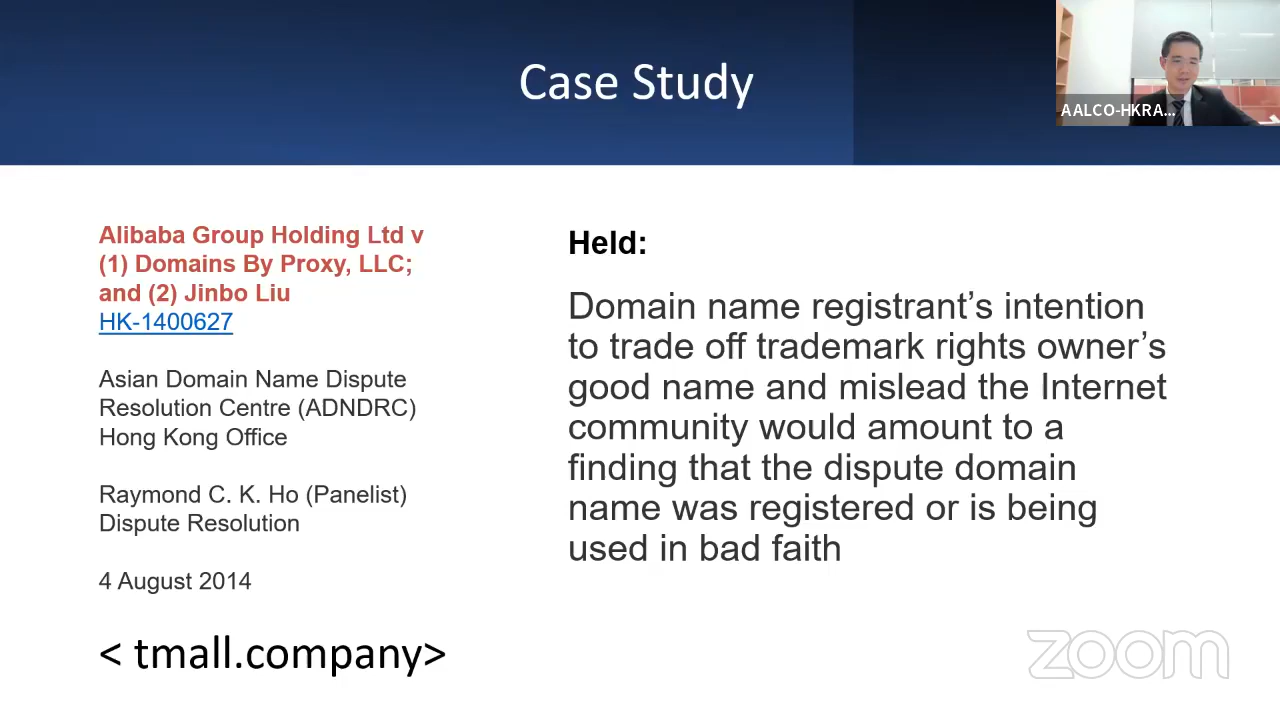 Case Study
AALCO-HKRA...
Alibaba Group Holding Ltd v
(1) Domains By Proxy, LLC;
and (2) Jinbo Liu
HK-1400627
Asian Domain Name Dispute
Resolution Centre (ADNDRC)
Hong Kong Office
Raymond C. K. Ho (Panelist)
Dispute Resolution
4 August 2014
< tmall.company>
Held:
Domain name registrant’s intention
to trade off trademark rights owner’s
good name and mislead the Internet
community would amount to a
finding that the dispute domain
name was registered or is being
used in bad faith
zoom